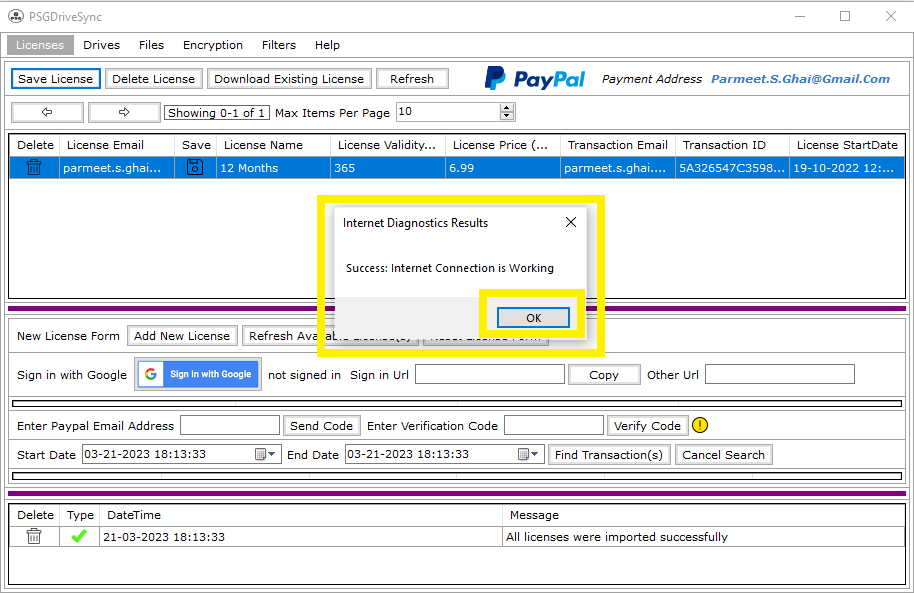 PSGDriveSync
Licenses Drives Files Encryption Filters Help
Save License Delete License Download Existing License Refresh PayPal Payment Address Parmeet.S.Ghai@Gmail.Com
Showing 0-1 of 1 Max Items Per Page 10
Delete License Email Save License Name License Validity... License Price (... Transaction Email Transaction ID License StartDate
parmeet.s.ghai... 12 Months 365 6.99 parmeet.s.ghai.... 5A326547C3598... 19-10-2022 12:...
Internet Diagnostics Results
Success: Internet Connection is Working
OK
New License Form Add New License Refresh
Sign in with Google Sign in with Google not signed in Sign in Url Copy Other Url
Enter Paypal Email Address Send Code Enter Verification Code Verify Code
Start Date 03-21-2023 18:13:33 End Date 03-21-2023 18:13:33 Find Transaction(s) Cancel Search
Delete Type DateTime Message
21-03-2023 18:13:33 All licenses were imported successfully